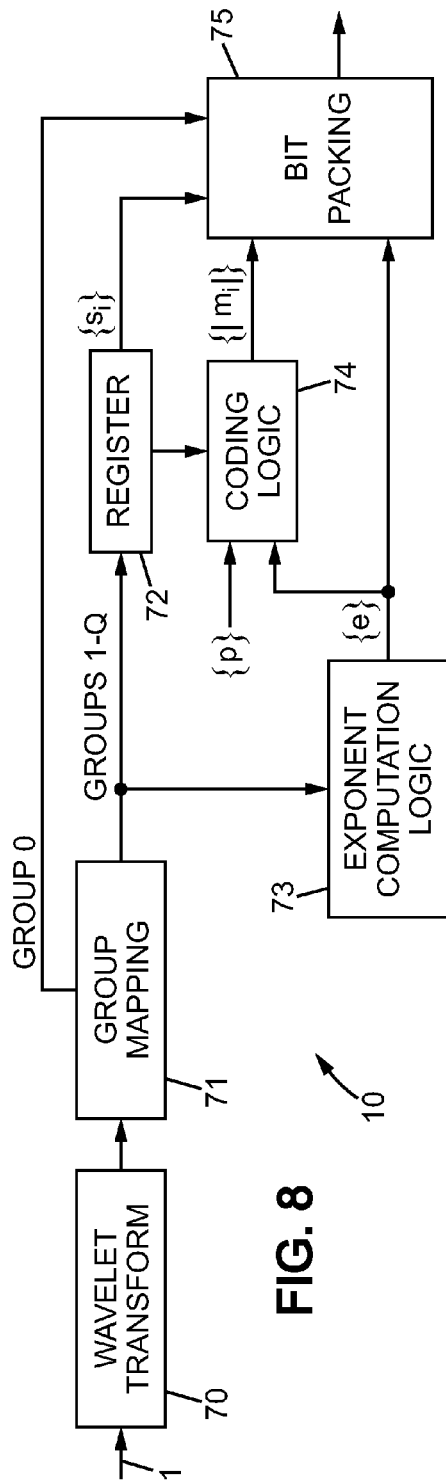 1
WAVELET
TRANSFORM
70
GROUP
MAPPING
71
GROUP 0
GROUPS 1-Q
REGISTER
72
{s_i}
{p}
CODING
LOGIC
74
{| m_i|}
EXPONENT
COMPUTATION
LOGIC
73
{e}
BIT
PACKING
75
10
FIG. 8